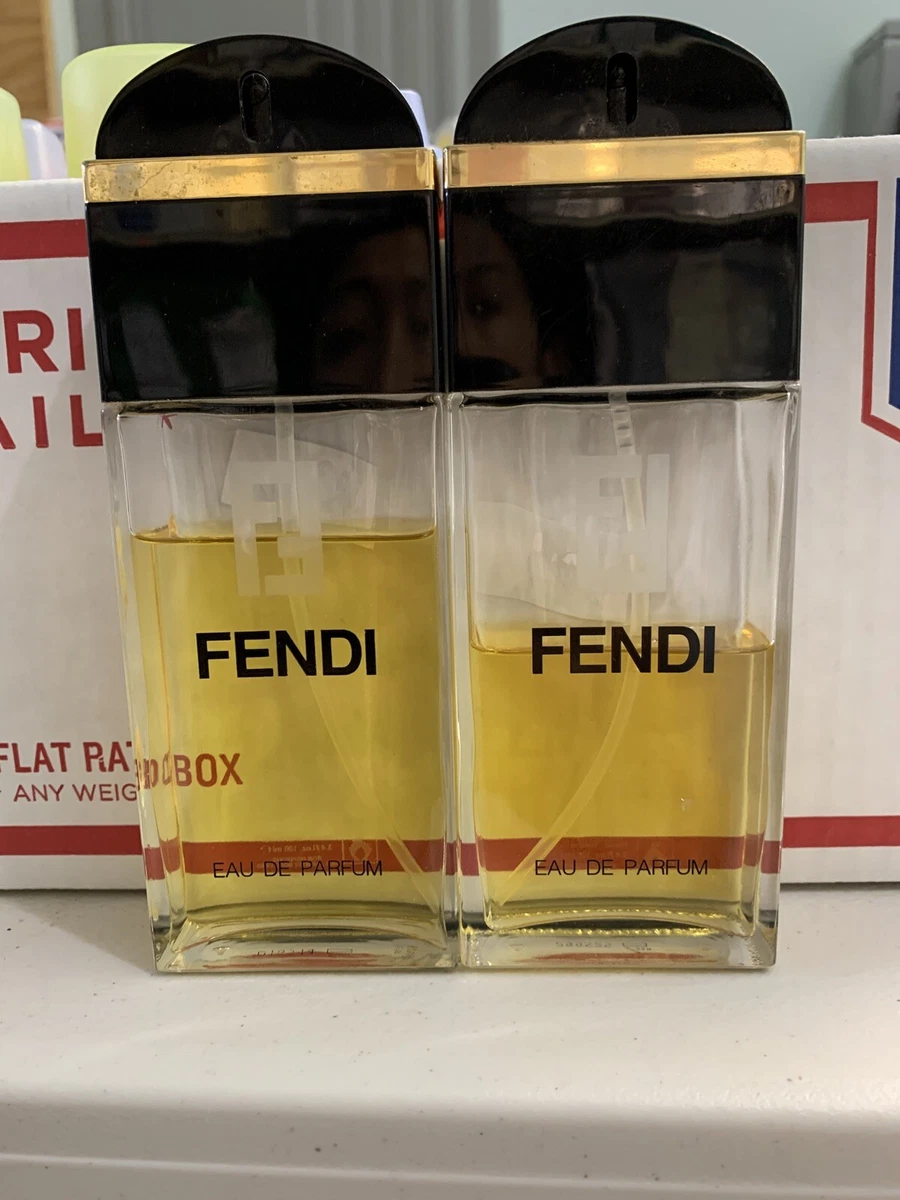 RI
AIL
FENDI
FENDI
FLAT RAT
BOX
ANY WEIG
EAU DE PARFUM
EAU DE PARFUM